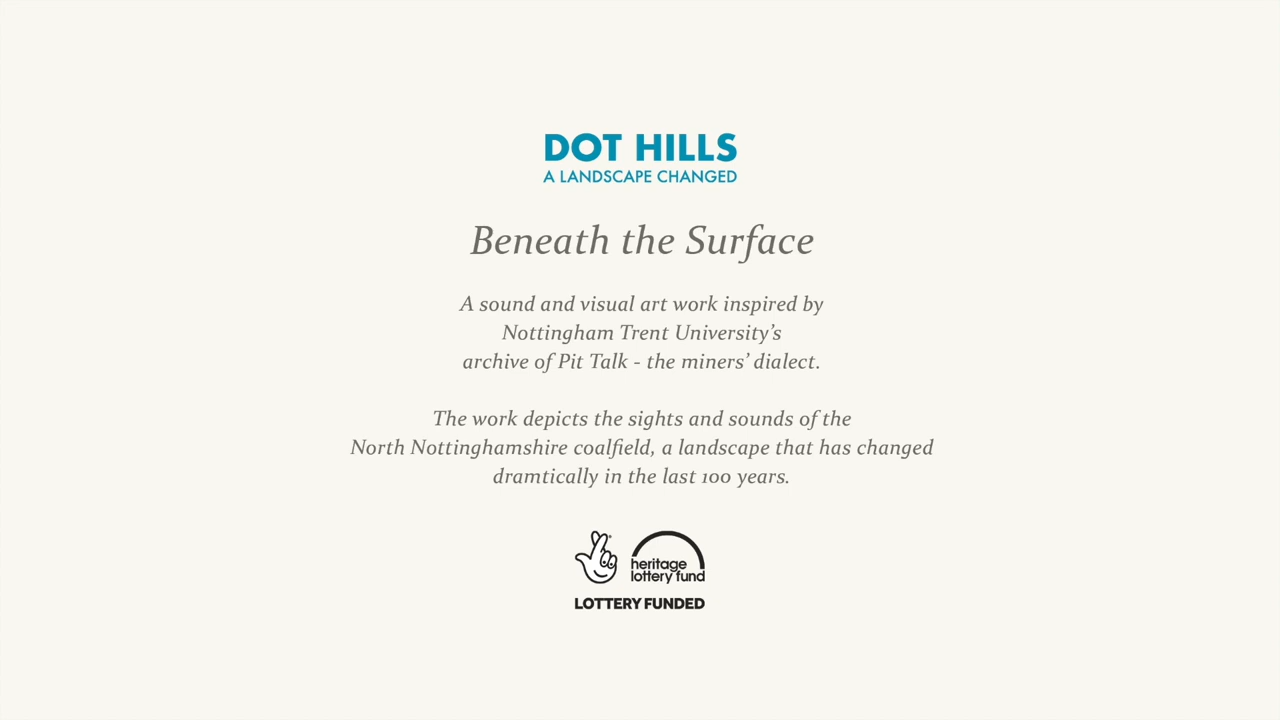 DOT HILLS
A LANDSCAPE CHANGED
Beneath the Surface
A sound and visual art work inspired by
Nottingham Trent University's
archive of Pit Talk - the miners' dialect.
The work depicts the sights and sounds of the
North Nottinghamshire coalfield, a landscape that has changed
dramtically in the last 100 years.
heritage
lottery fund
LOTTERY FUNDED